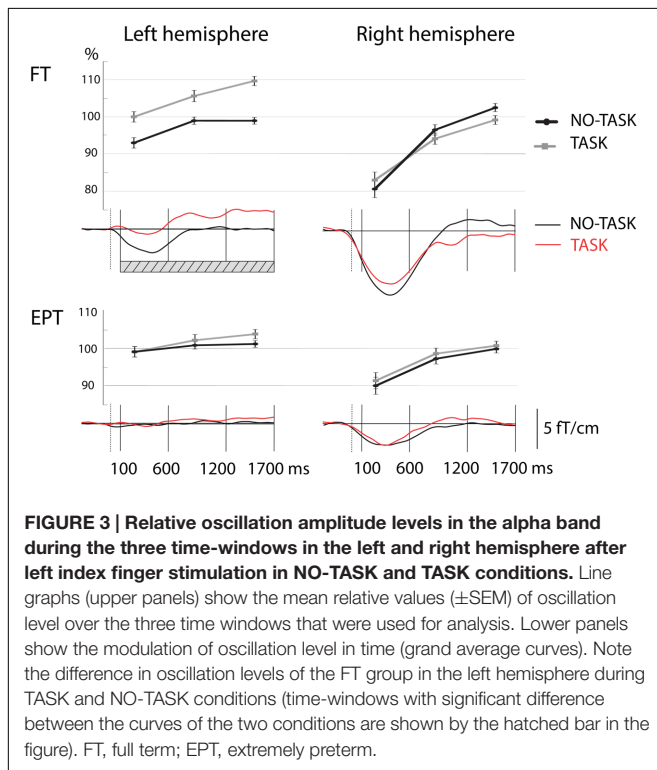 Left hemisphere Right hemisphere
%
FT
110
100
90
80
NO-TASK
TASK
NO-TASK
TASK
EPT
110
100
90
5 fT/cm
100 600 1200 1700 ms 100 600 1200 1700 ms
FIGURE 3 | Relative oscillation amplitude levels in the alpha band
during the three time-windows in the left and right hemisphere after
left index finger stimulation in NO-TASK and TASK conditions. Line
graphs (upper panels) show the mean relative values (±SEM) of oscillation
level over the three time windows that were used for analysis. Lower panels
show the modulation of oscillation level in time (grand average curves). Note
the difference in oscillation levels of the FT group in the left hemisphere during
TASK and NO-TASK conditions (time-windows with significant difference
between the curves of the two conditions are shown by the hatched bar in the
figure). FT, full term; EPT, extremely preterm.